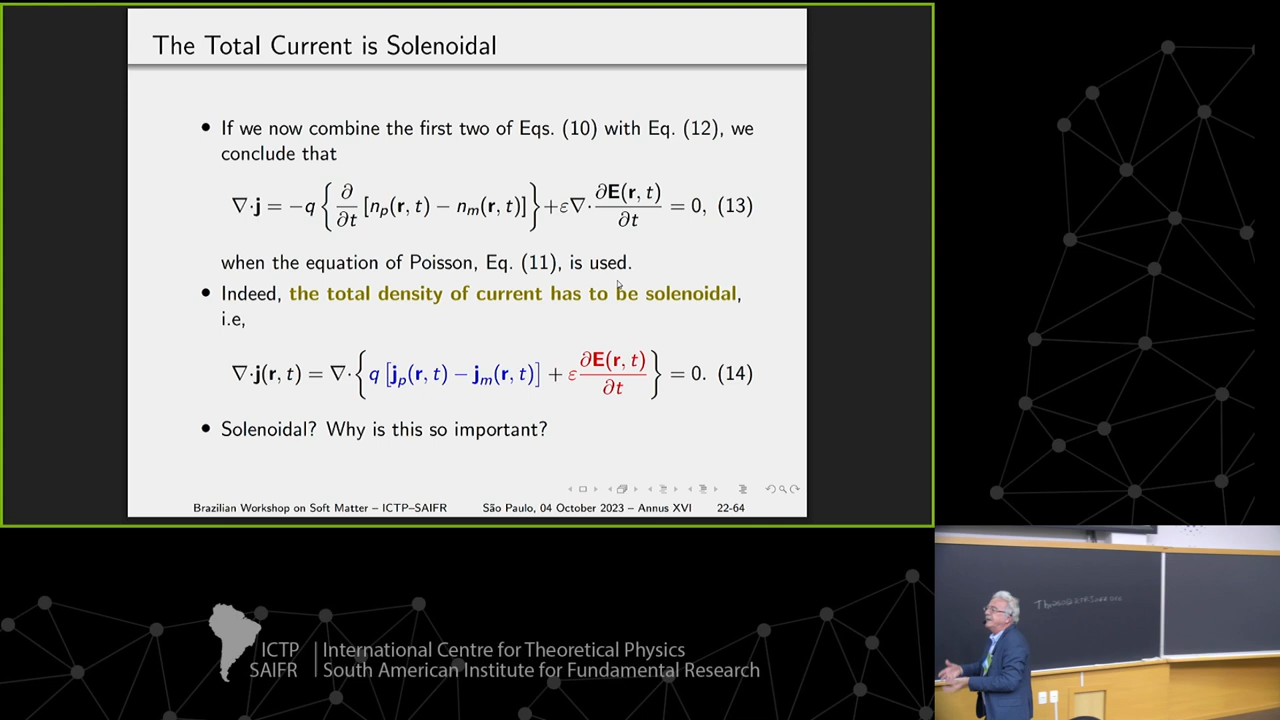 The Total Current is Solenoidal
• If we now combine the first two of Eqs. (10) with Eq. (12), we
conclude that
∇·j = −q { ∂/∂t [n_p(r, t) − n_m(r, t)] } + ε∇· ∂E(r, t)/∂t = 0, (13)
when the equation of Poisson, Eq. (11), is used.
• Indeed, the total density of current has to be solenoidal,
i.e,
∇·j(r, t) = ∇· { q [j_p(r, t) − j_m(r, t)] + ε ∂E(r, t)/∂t } = 0. (14)
• Solenoidal? Why is this so important?
Brazilian Workshop on Soft Matter – ICTP–SAIFR São Paulo, 04 October 2023 – Annus XVI 22-64
ICTP International Centre for Theoretical Physics
SAIFR South American Institute for Fundamental Research